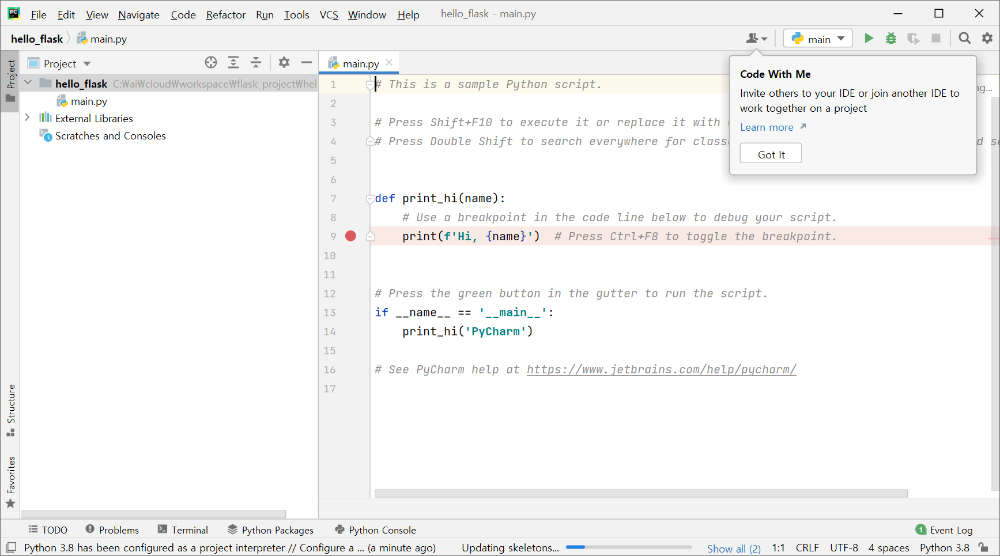 PC
File Edit View Navigate Code Refactor Run Tools VCS Window Help hello_flask - main.py
hello_flask main.py
main
Project
Project
main.py
hello_flask C:₩ai₩cloud₩workspace₩flask_project₩hel
main.py
External Libraries
Scratches and Consoles
Structure
Favorites
1 # This is a sample Python script.
2
3 # Press Shift+F10 to execute it or replace it with
4 # Press Double Shift to search everywhere for class
5
6
7 def print_hi(name):
8 # Use a breakpoint in the code line below to debug your script.
9 print(f'Hi, {name}') # Press Ctrl+F8 to toggle the breakpoint.
10
11
12 # Press the green button in the gutter to run the script.
13 if __name__ == '__main__':
14 print_hi('PyCharm')
15
16 # See PyCharm help at https://www.jetbrains.com/help/pycharm/
17
Code With Me
Invite others to your IDE or join another IDE to
work together on a project
Learn more
Got It
TODO Problems Terminal Python Packages Python Console 1 Event Log
Python 3.8 has been configured as a project interpreter // Configure a ... (a minute ago) Updating skeletons... Show all (2) 1:1 CRLF UTF-8 4 spaces Python 3.8